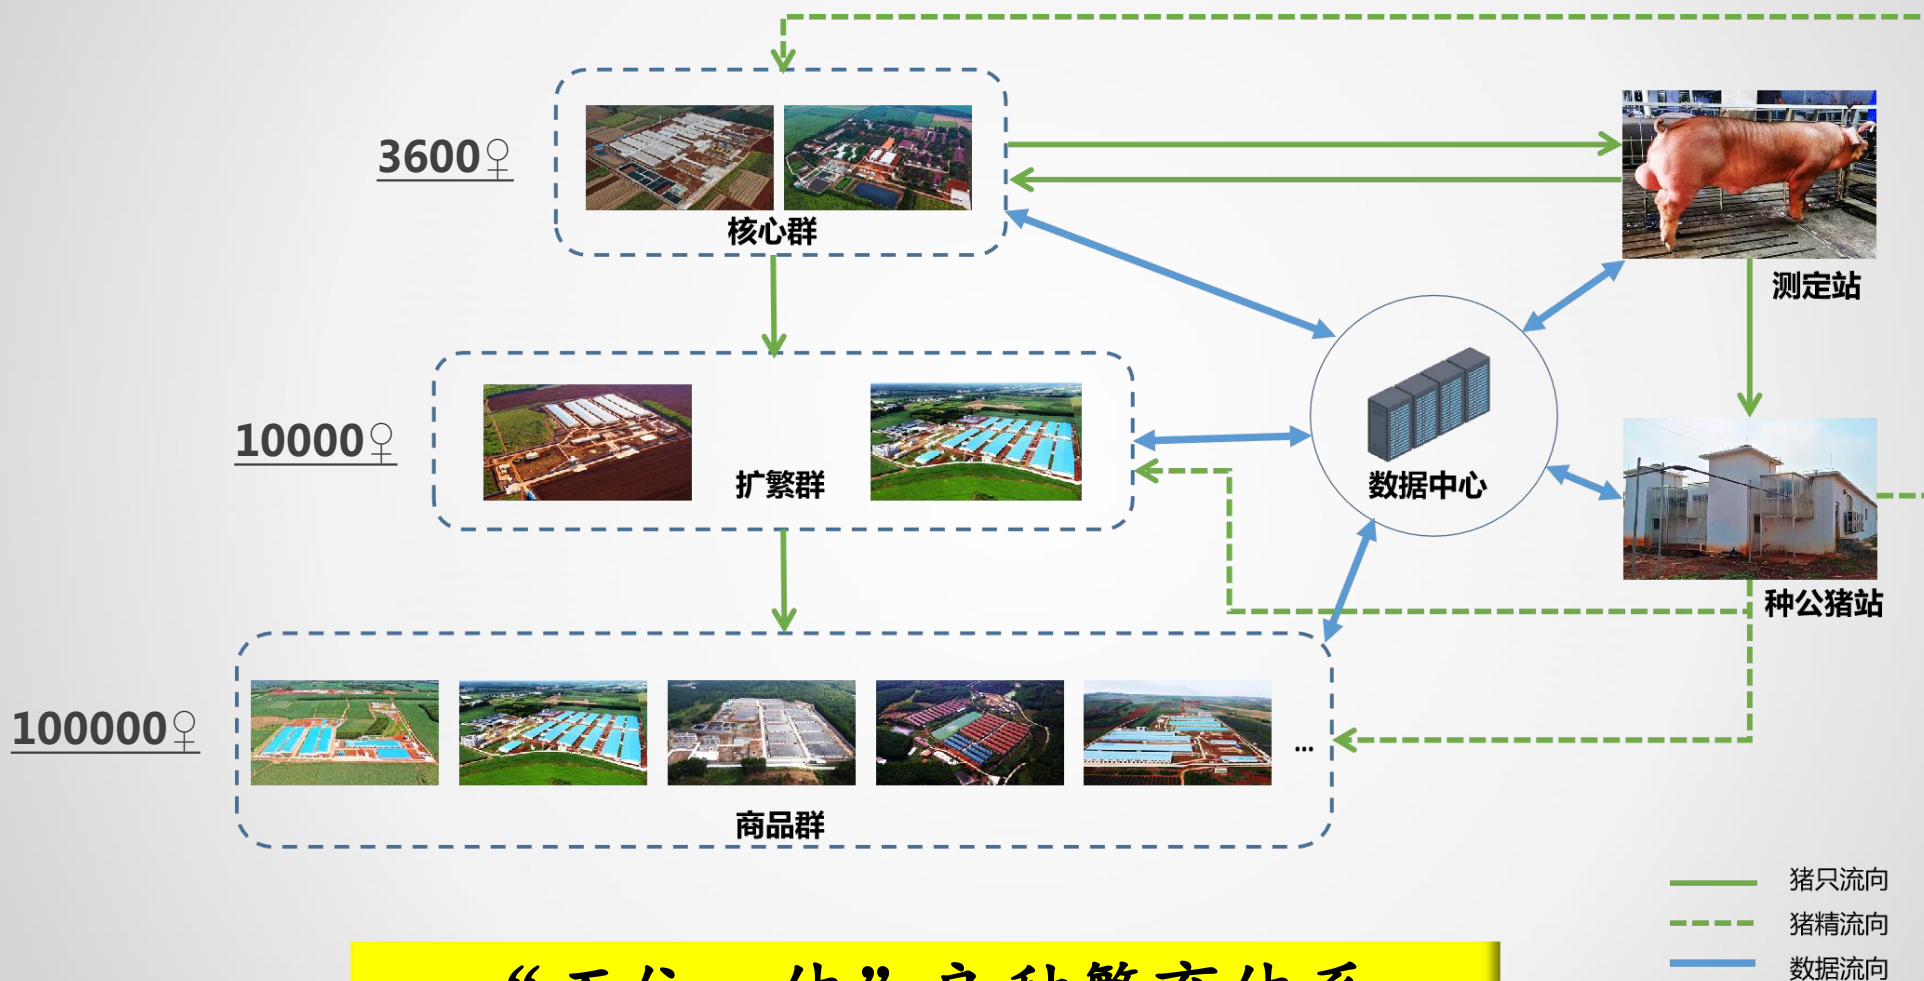 3600♀
核心群
测定站
10000♀
扩繁群
数据中心
种公猪站
100000♀
...
商品群
猪只流向
猪精流向
数据流向